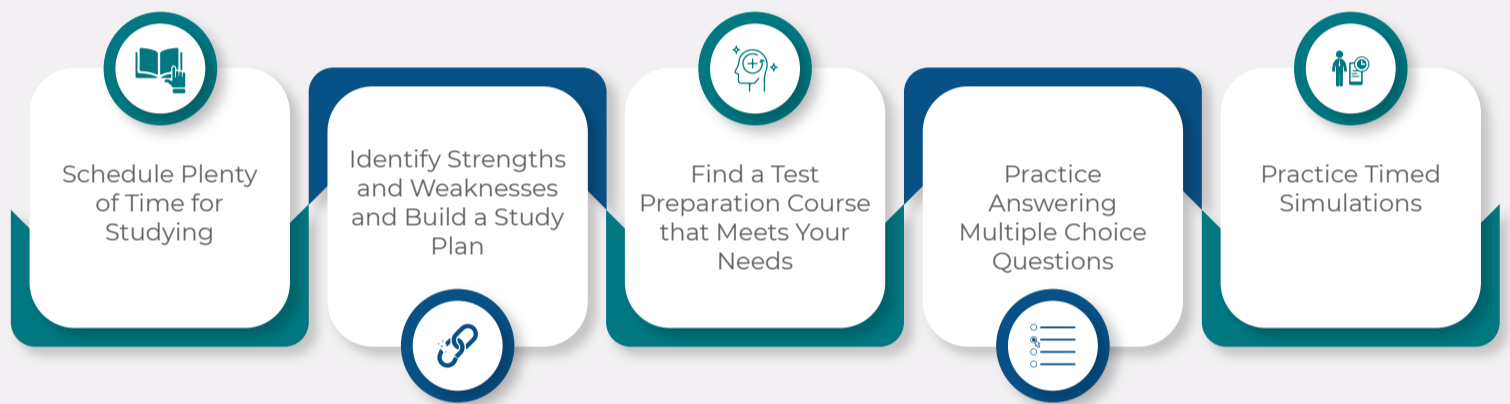 Schedule Plenty
of Time for
Studying
Identify Strengths
and Weaknesses
and Build a Study
Plan
Find a Test
Preparation Course
that Meets Your
Needs
Practice
Answering
Multiple Choice
Questions
Practice Timed
Simulations